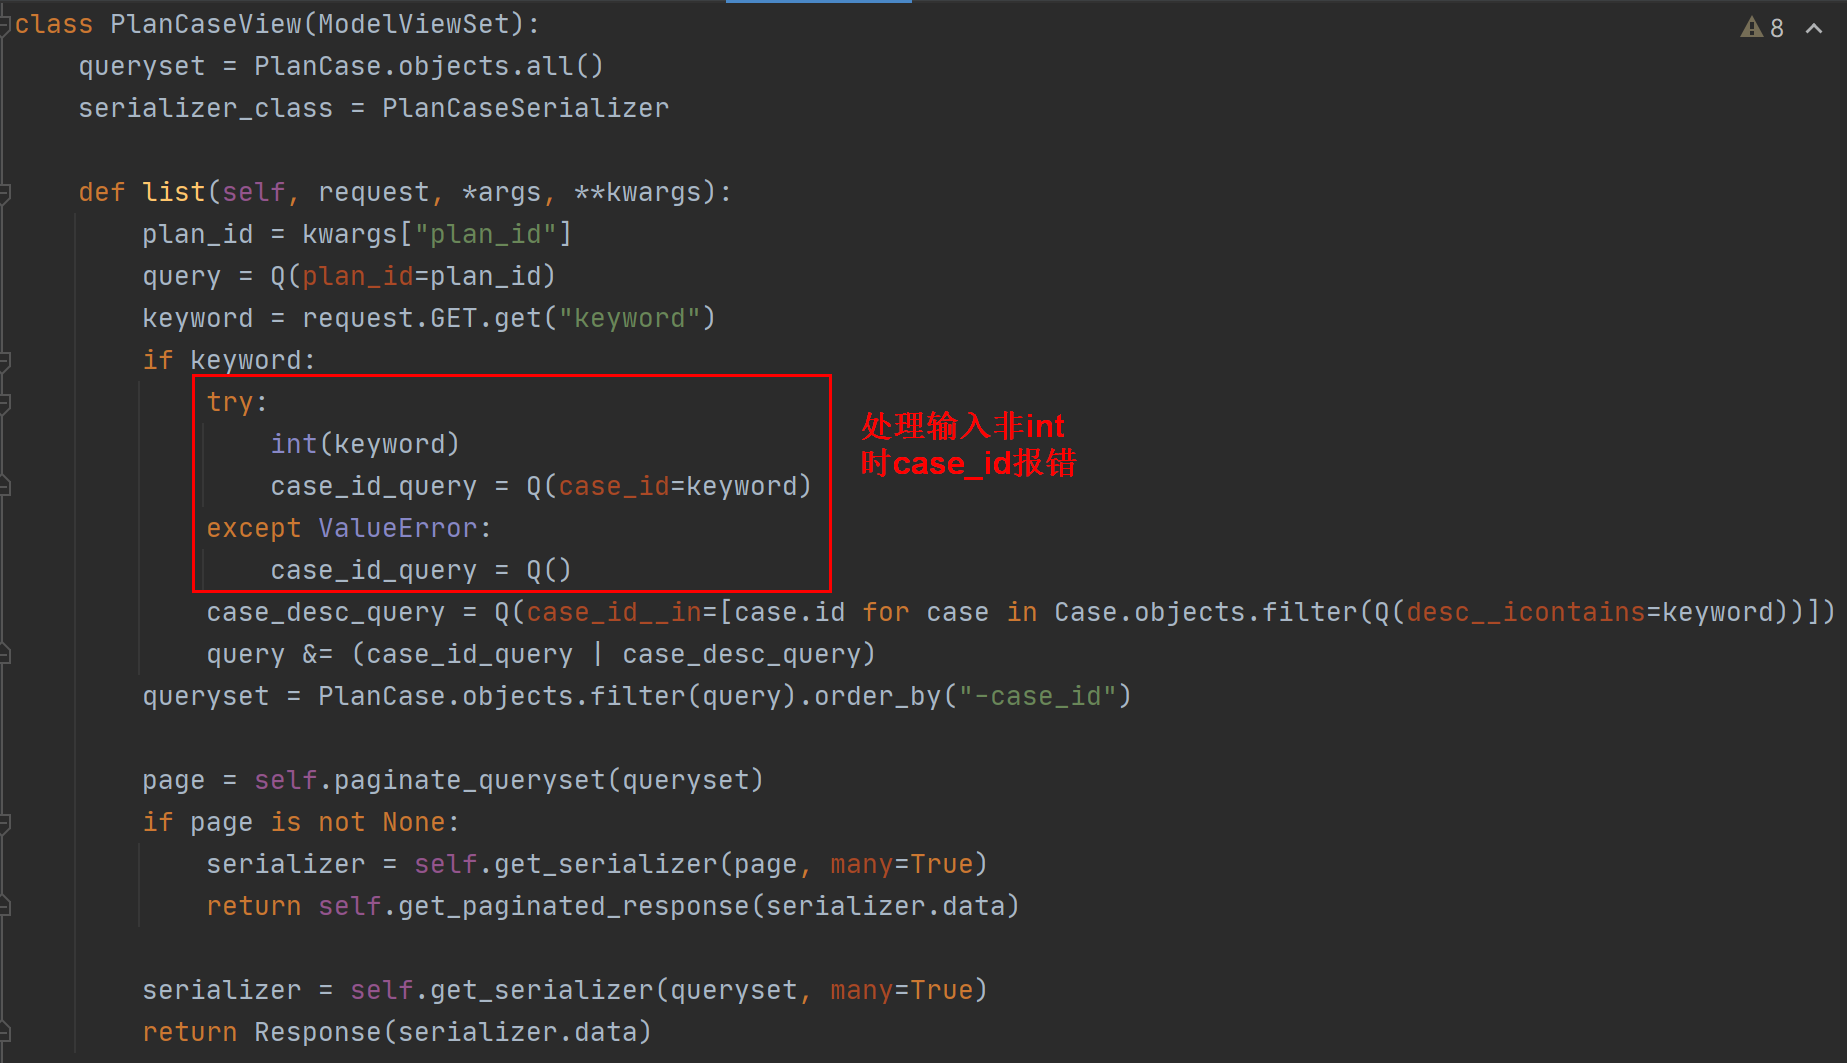 class PlanCaseView(ModelViewSet):
8
    queryset = PlanCase.objects.all()
    serializer_class = PlanCaseSerializer
    def list(self, request, *args, **kwargs):
        plan_id = kwargs["plan_id"]
        query = Q(plan_id=plan_id)
        keyword = request.GET.get("keyword")
        if keyword:
            try:
                int(keyword)
                case_id_query = Q(case_id=keyword)
            except ValueError:
                case_id_query = Q()
处理输入非int
时case_id报错
            case_desc_query = Q(case_id__in=[case.id for case in Case.objects.filter(Q(desc__icontains=keyword))])
            query &= (case_id_query | case_desc_query)
        queryset = PlanCase.objects.filter(query).order_by("-case_id")
        page = self.paginate_queryset(queryset)
        if page is not None:
            serializer = self.get_serializer(page, many=True)
            return self.get_paginated_response(serializer.data)
        serializer = self.get_serializer(queryset, many=True)
        return Response(serializer.data)